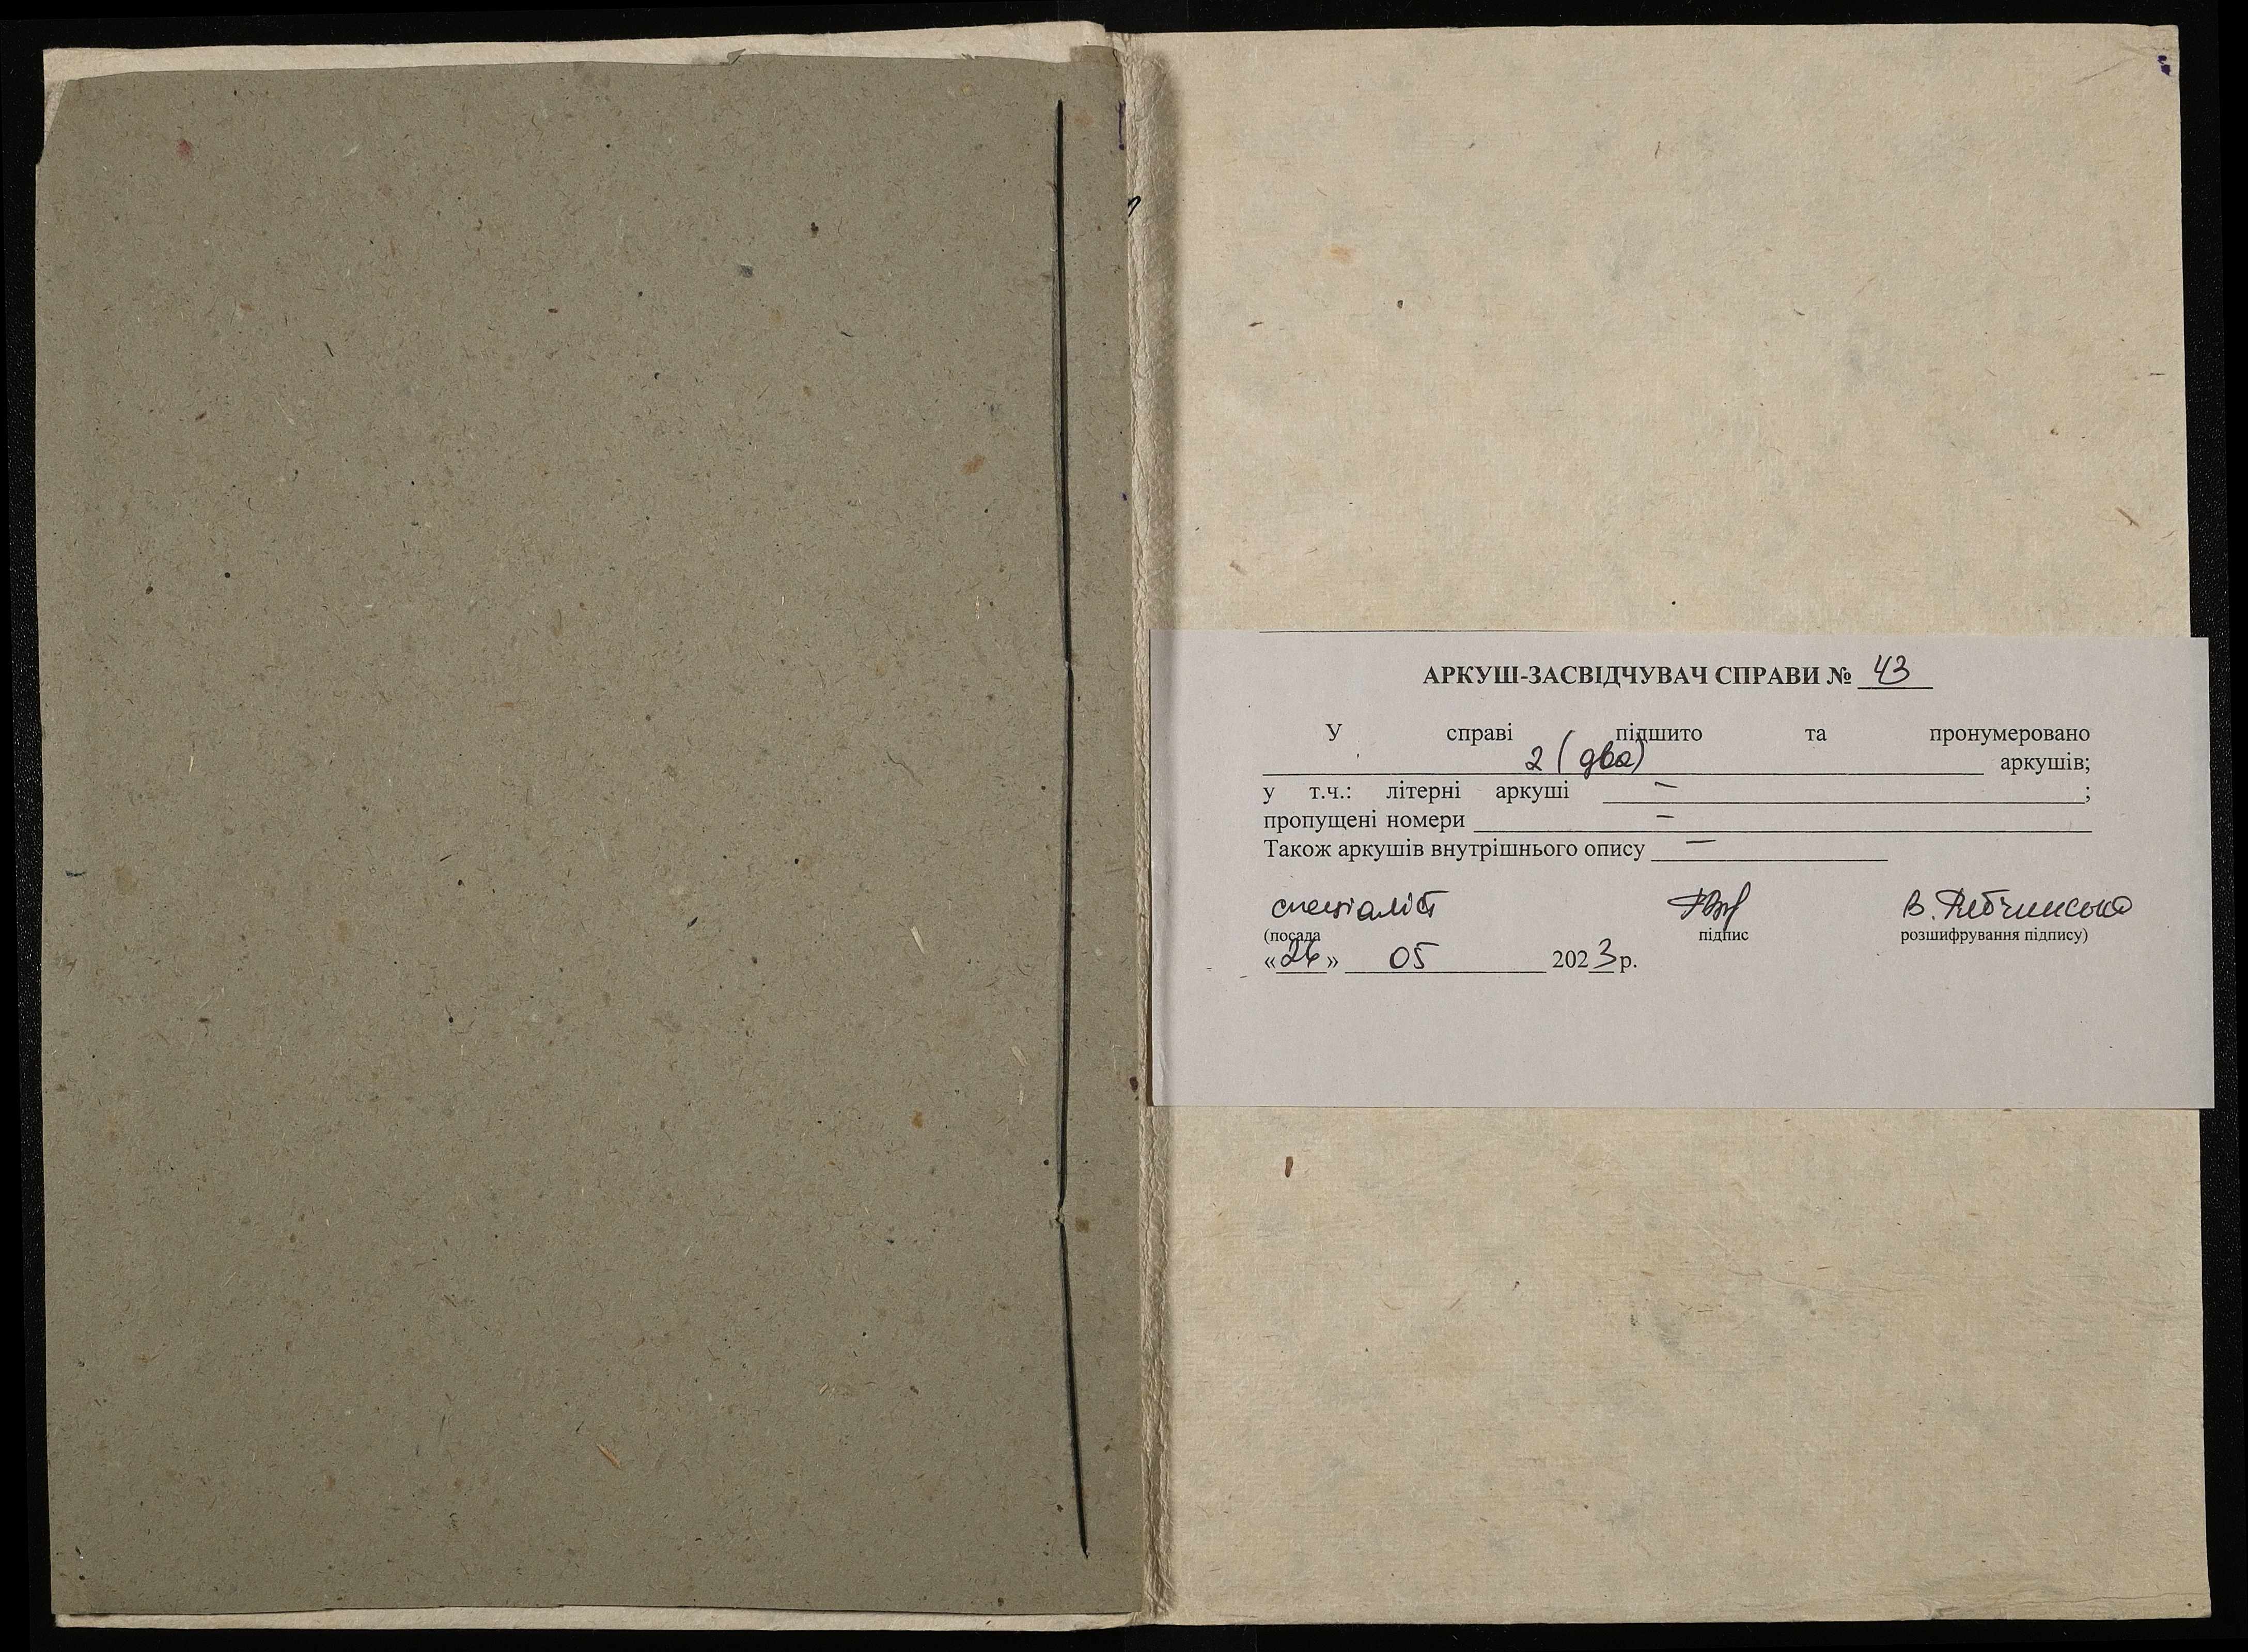 АРКУШ-ЗАСВІДЧУВАЧ СПРАВИ № 43
У справі підшито та пронумеровано
2 (два) аркушів;
у т.ч.: літерні аркуші — ;
пропущені номери —
Також аркушів внутрішнього опису —
спеціаліст В.
(посада підпис розшифрування підпису)
«26» 05 2023 р.